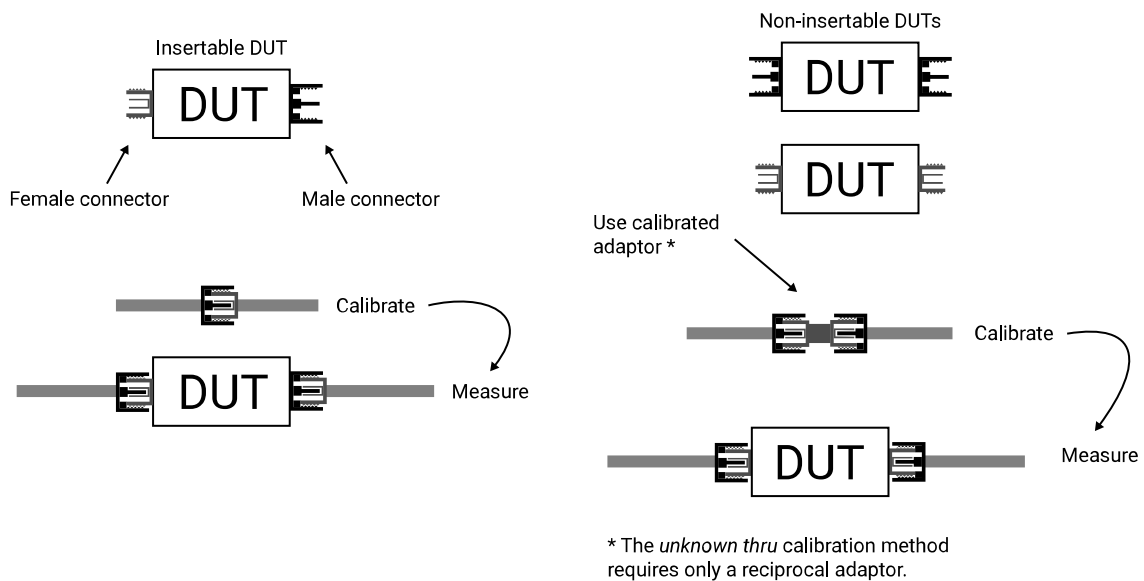 Insertable DUT
DUT
Female connector
Male connector
Calibrate
DUT
Measure
Non-insertable DUTs
DUT
DUT
Use calibrated
adaptor *
Calibrate
DUT
Measure
* The unknown thru calibration method
requires only a reciprocal adaptor.